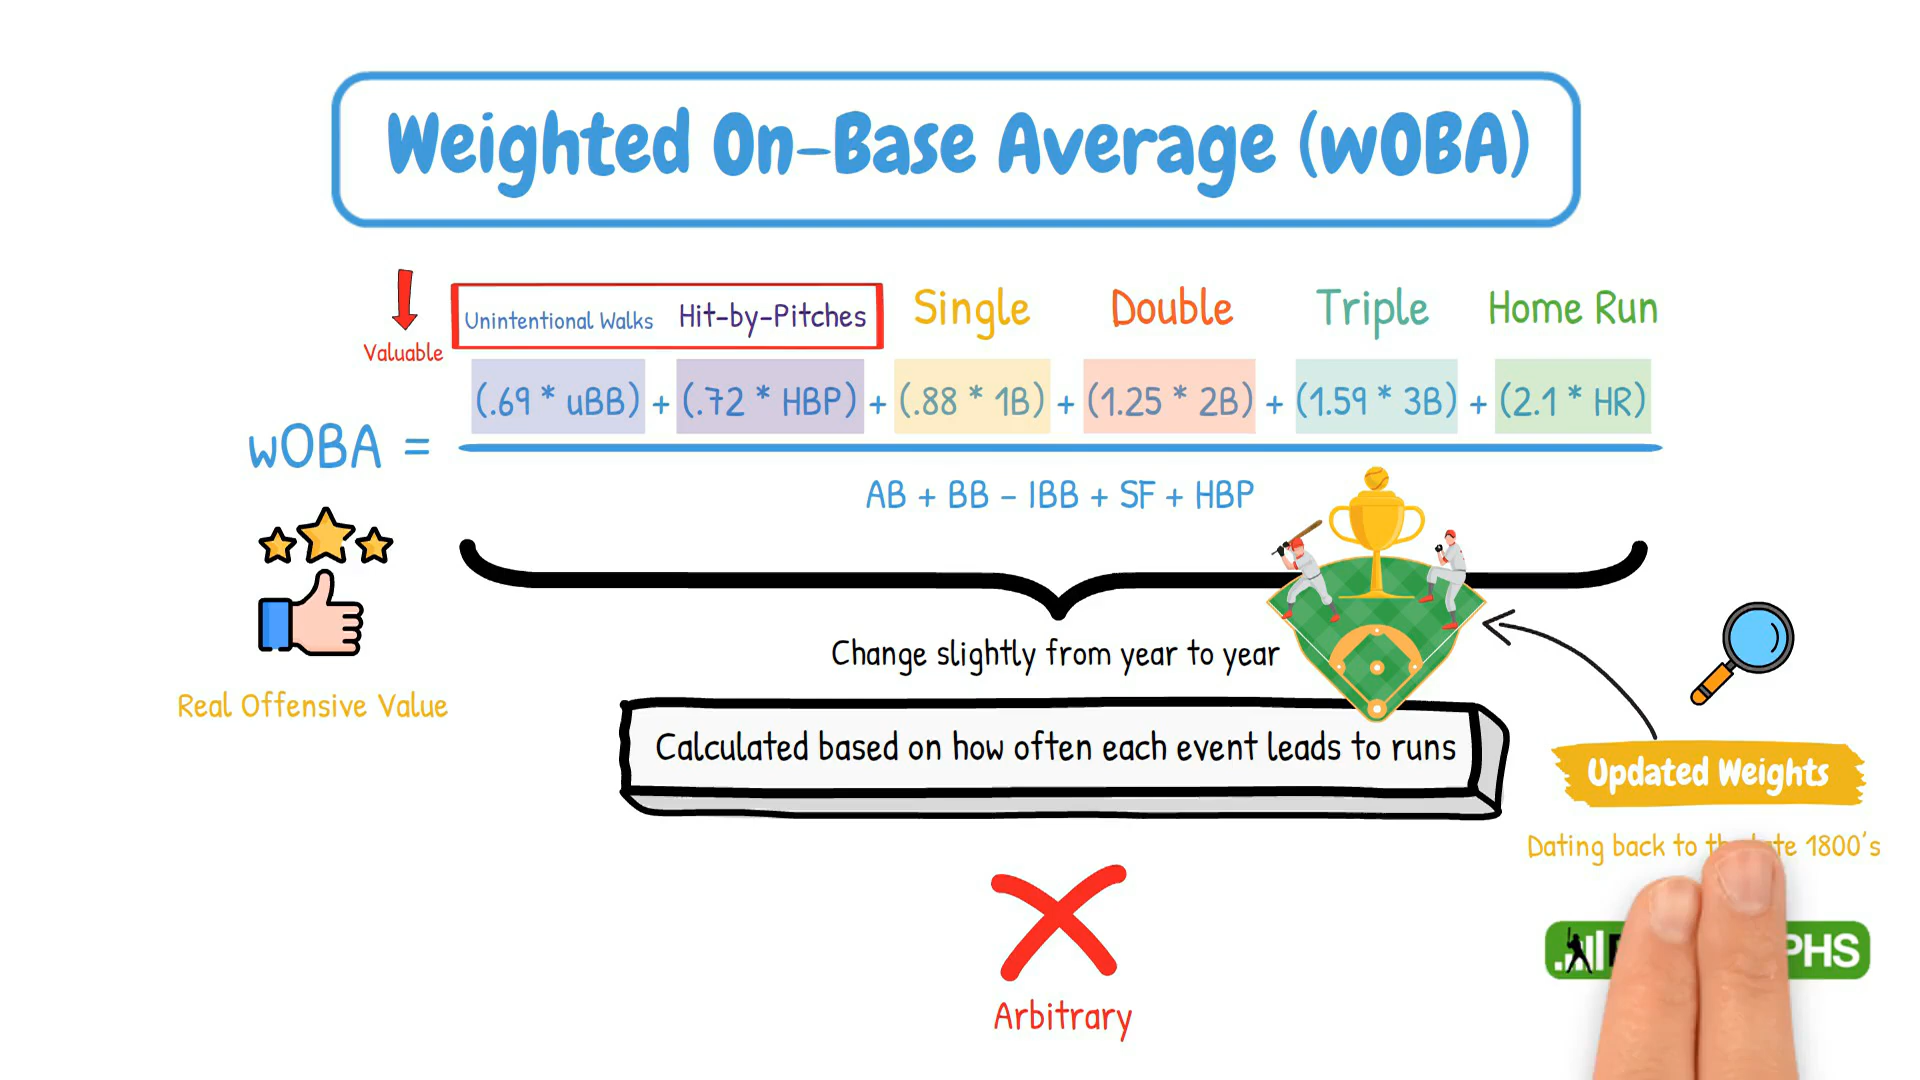 Weighted On-Base Average (wOBA)
Valuable
Unintentional Walks Hit-by-Pitches Single Double Triple Home Run
(.69 * uBB) + (.72 * HBP) + (.88 * 1B) + (1.25 * 2B) + (1.59 * 3B) + (2.1 * HR)
wOBA =
AB + BB - IBB + SF + HBP
Real Offensive Value
Change slightly from year to year
Calculated based on how often each event leads to runs
Arbitrary
Updated Weights
Dating back to 1800's